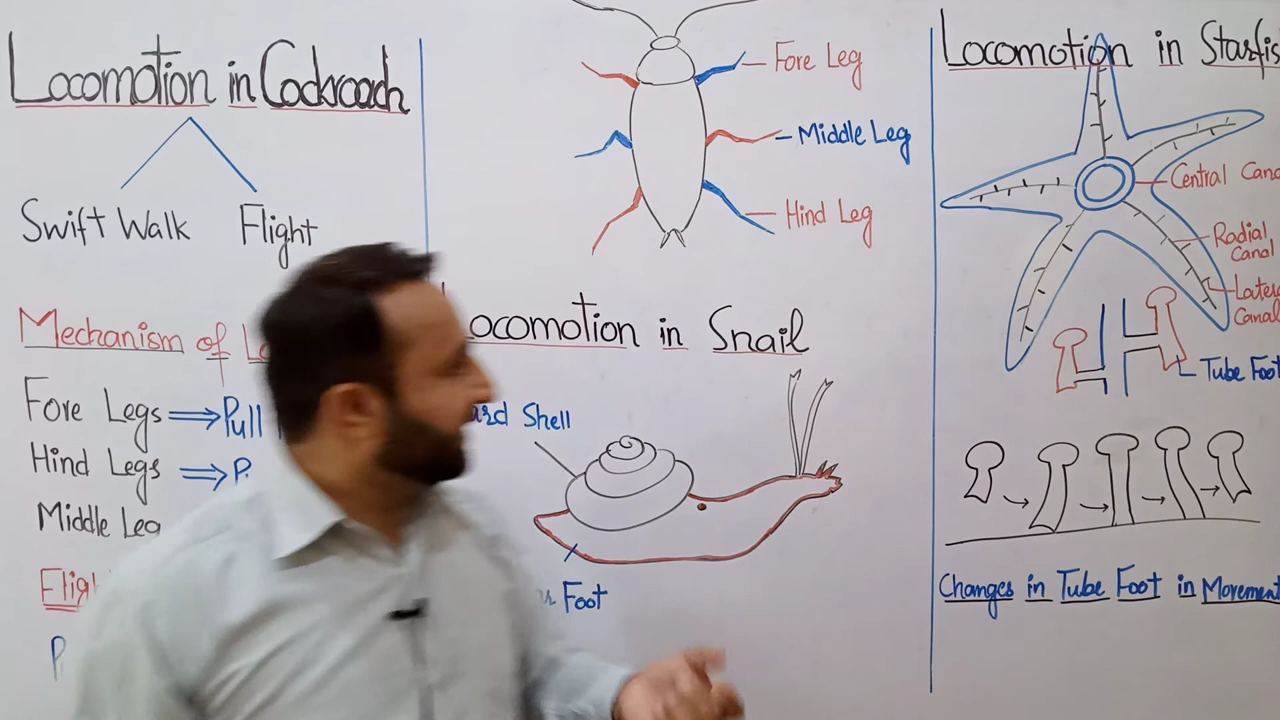 Locomotion in Cockroach
Swift Walk
Flight
Mechanism of
Fore Legs ⇒ Pull
Hind Legs ⇒
Middle Leg
Fore Leg
Middle Leg
Hind Leg
Locomotion in Snail
Shell
Foot
Locomotion in Starfis
Central Cana
Radial
Canal
Latera
Canal
Tube Foot
Changes in Tube Foot in Movement